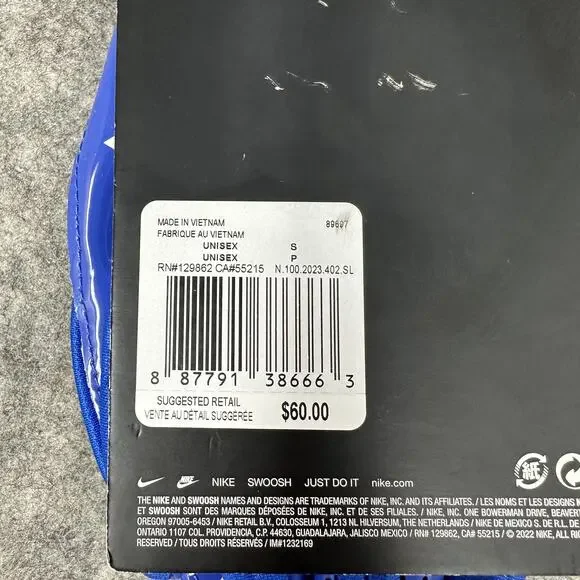 MADE IN VIETNAM 89697
FABRIQUE AU VIETNAM
UNISEX S
UNISEX P
RN#129862 CA#55215 N.100.2023.402.SL
8 87791 38666 3
SUGGESTED RETAIL
VENTE AU DÉTAIL SUGGÉRÉE $60.00
紙
NIKE SWOOSH JUST DO IT nike.com
THE NIKE AND SWOOSH NAMES AND DESIGNS ARE TRADEMARKS OF NIKE, INC. AND ITS AFFILIATES. / LES NOMS ET LES DESIGNS N
ET SWOOSH SONT DES MARQUES DÉPOSÉES DE NIKE, INC. ET DE SES FILIALES. / NIKE, INC. ONE BOWERMAN DRIVE, BEAVERT
OREGON 97005-6453 / NIKE RETAIL B.V., COLOSSEUM 1, 1213 NL HILVERSUM, THE NETHERLANDS / NIKE DE MEXICO S. DE R.L. DE
ONTARIO 1107 COL. PROVIDENCIA, C.P. 44630, GUADALAJARA, JALISCO MEXICO / RN# 129862, CA# 55215 / © 2022 NIKE, INC. ALL RI
RESERVED / TOUS DROITS RÉSERVÉS / IM#1232169